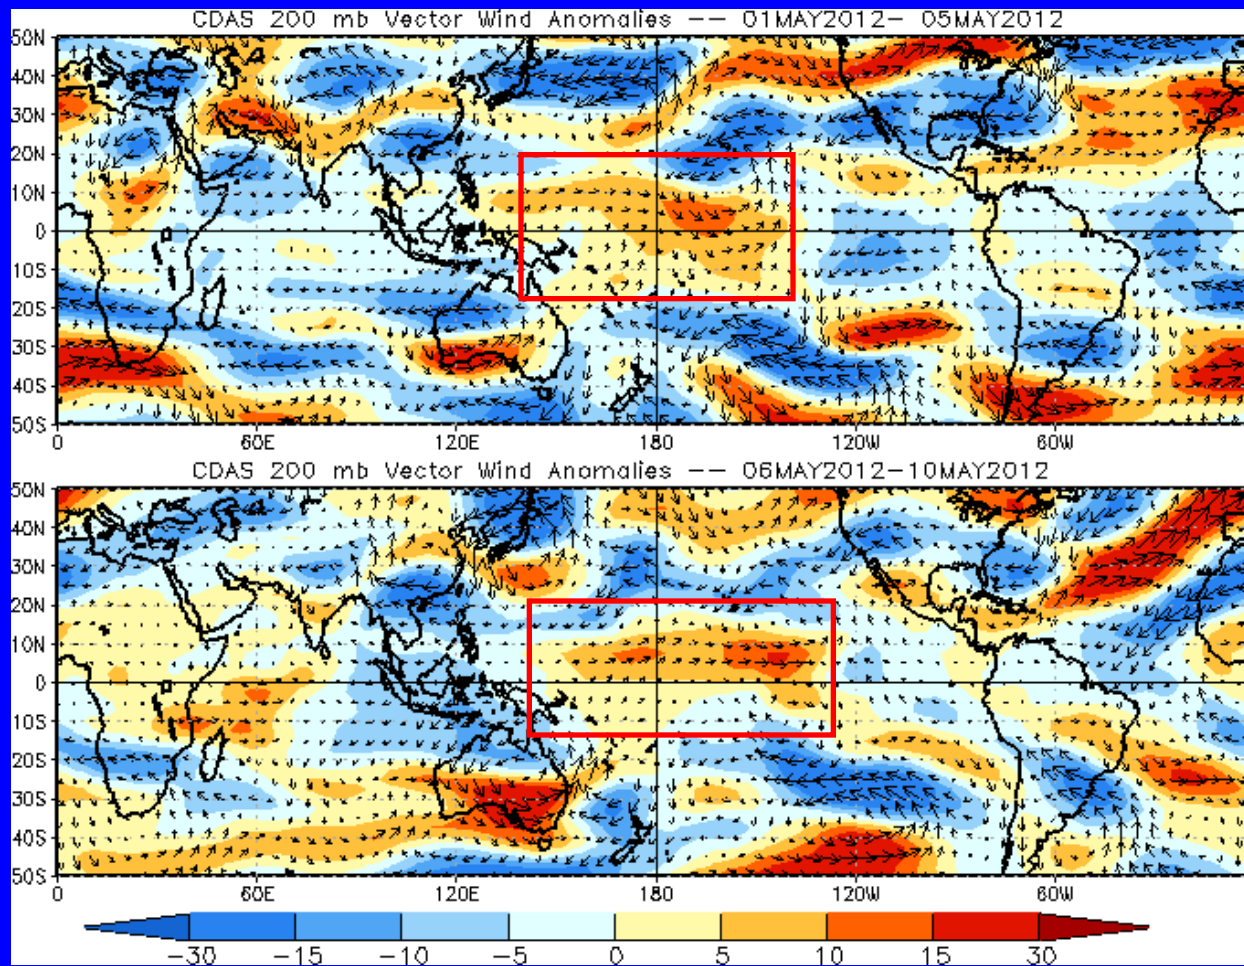 CDAS 200 mb Vector Wind Anomalies -- 01MAY2012- 05MAY2012
50N
40N
30N
20N
10N
0
10S
20S
30S
40S
50S
0 60E 120E 180 120W 60W
CDAS 200 mb Vector Wind Anomalies -- 06MAY2012-10MAY2012
50N
40N
30N
20N
10N
0
10S
20S
30S
40S
50S
0 60E 120E 180 120W 60W
-30 -15 -10 -5 0 5 10 15 30